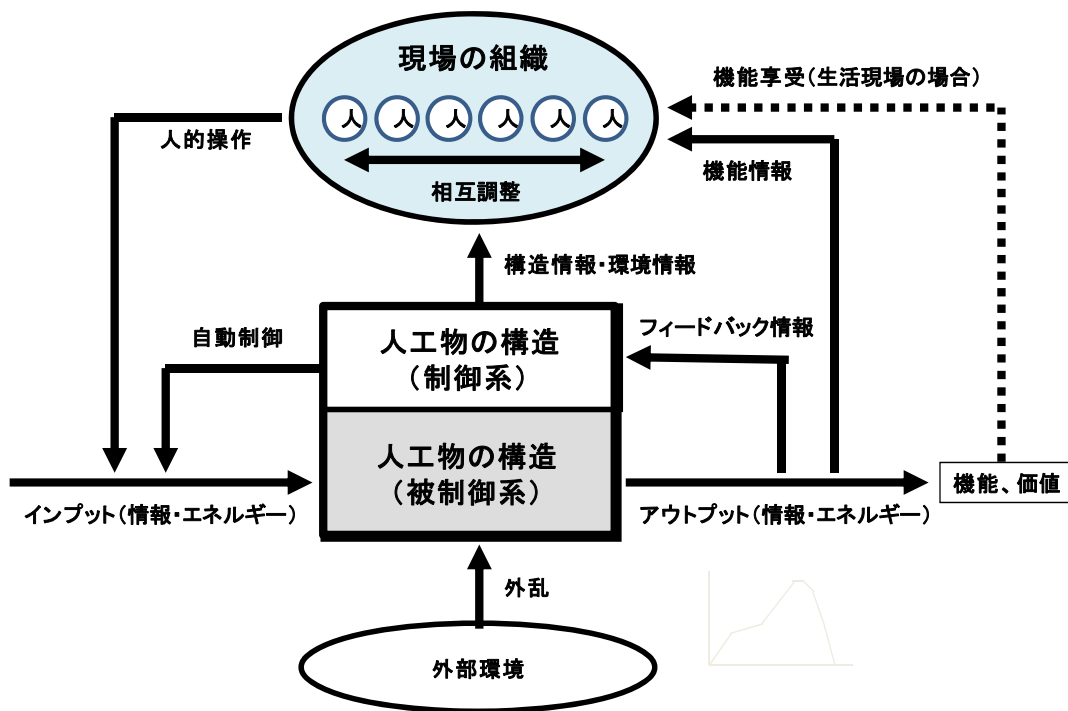 現場の組織
機能享受(生活現場の場合)
人 人 人 人 人 人
人的操作
機能情報
相互調整
構造情報・環境情報
自動制御
フィードバック情報
人工物の構造
(制御系)
人工物の構造
(被制御系)
機能、価値
インプット(情報・エネルギー)
アウトプット(情報・エネルギー)
外乱
外部環境